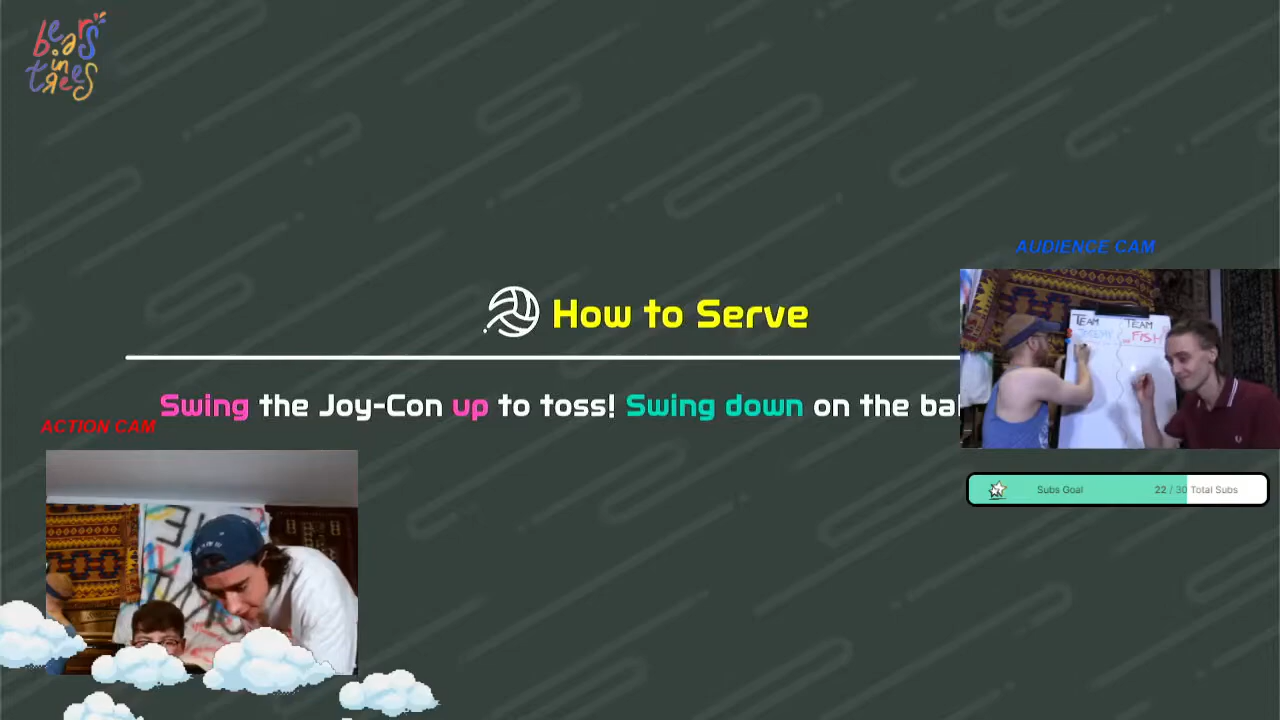 bears
in
trees
How to Serve
AUDIENCE CAM
TEAM TEAM
FISH
Swing the Joy-Con up to toss! Swing down on the
ACTION CAM
Subs Goal 22 / 30 Total Subs